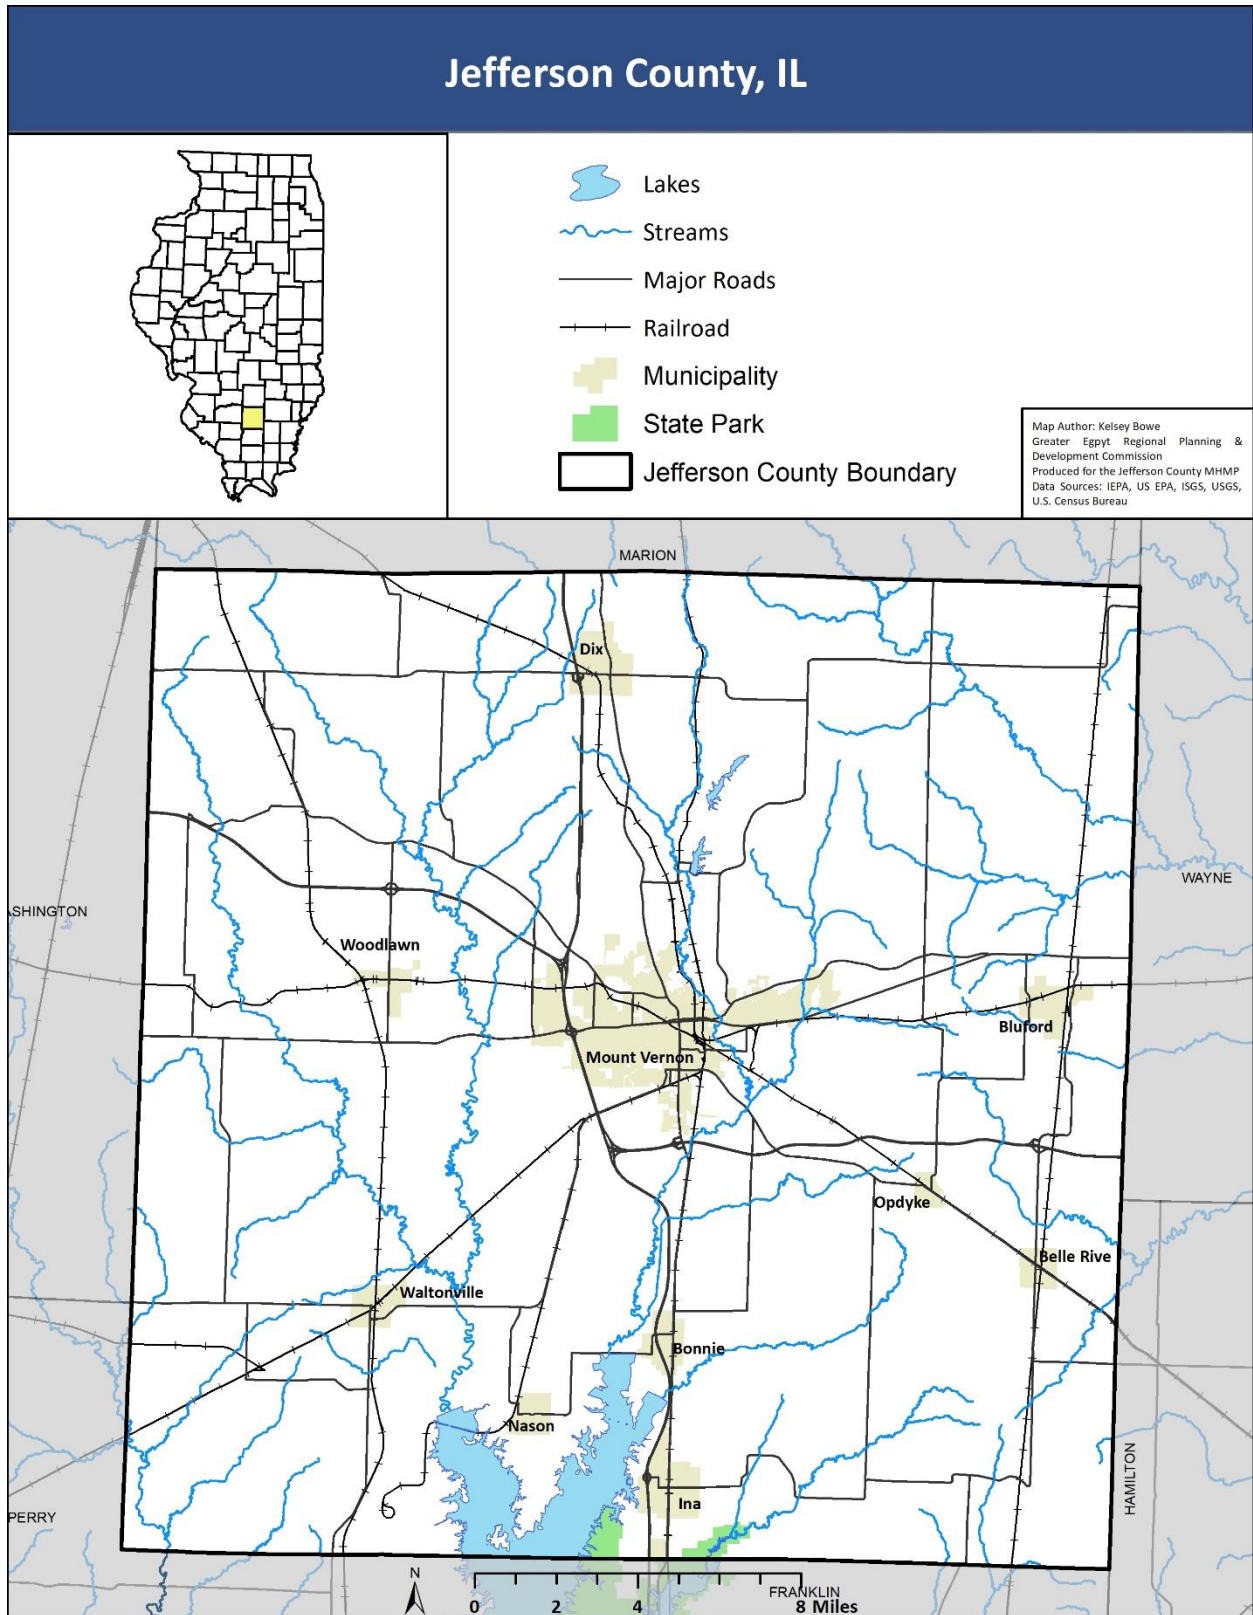 Jefferson County, IL
Lakes
Streams
Major Roads
Railroad
Municipality
State Park
Jefferson County Boundary
Map Author: Kelsey Bowe
Greater Egpyt Regional Planning &
Development Commission
Produced for the Jefferson County MHMP
Data Sources: IEPA, US EPA, ISGS, USGS,
U.S. Census Bureau
MARION
Dix
WAYNE
ASHINGTON
Woodlawn
Bluford
Mount Vernon
Opdyke
Belle Rive
Waltonville
Bonnie
Nason
HAMILTON
Ina
PERRY
N
FRANKLIN
0 2 4 8 Miles